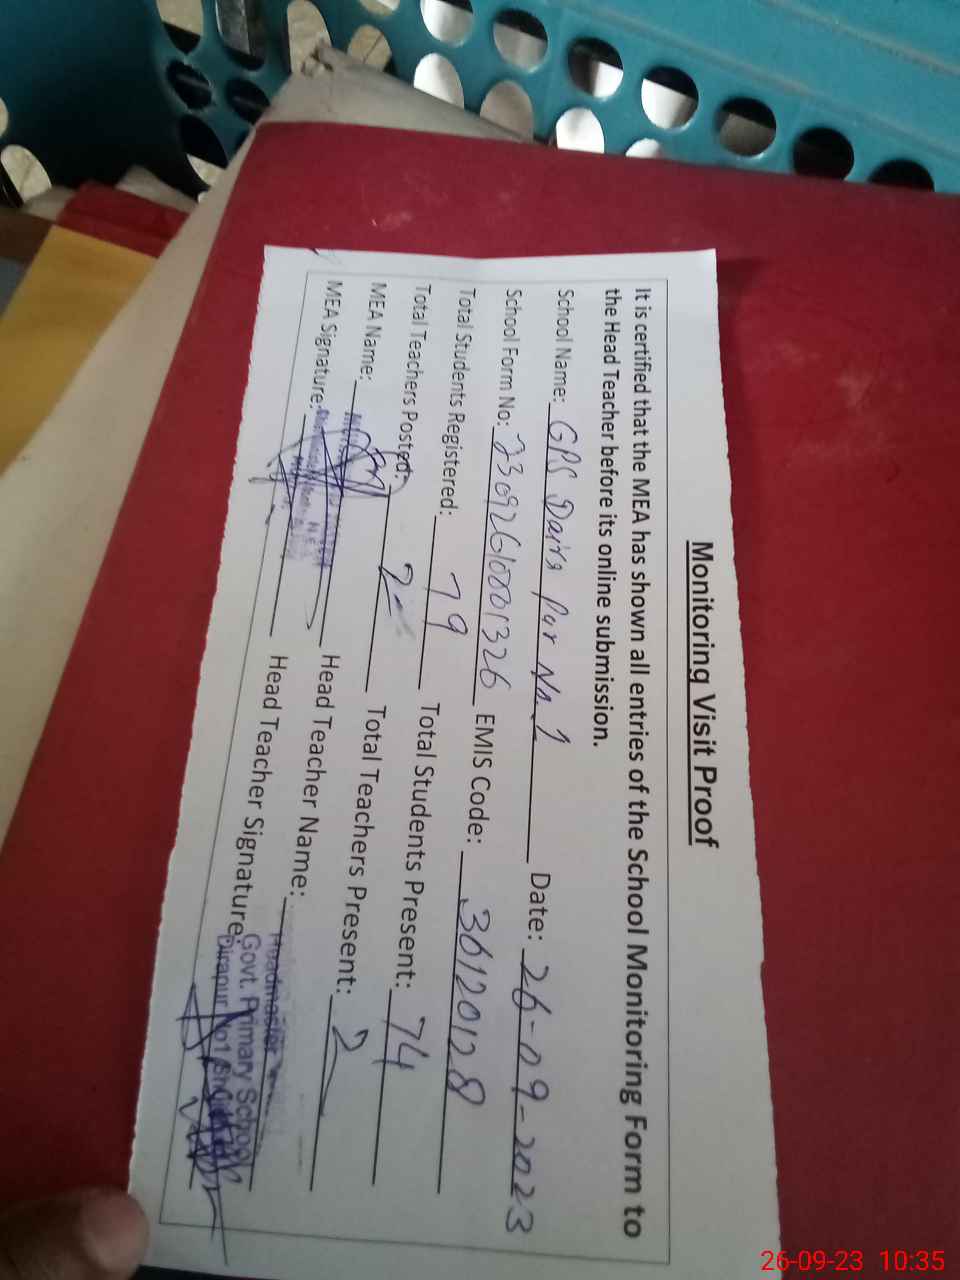 Monitoring Visit Proof
It is certified that the MEA has shown all entries of the School Monitoring Form to
the Head Teacher before its online submission.
School Name: GPS Pur No. 1 Date: 26-09-2023
School Form No: EMIS Code: 36120128
Total Students Registered: 79 Total Students Present: 74
Total Teachers Posted: 2 Total Teachers Present: 2
MEA Name: Head Teacher Name: Headmaster
MEA Signature: Head Teacher Signature:
Govt. Primary School
Dirapur No1
26-09-23 10:35